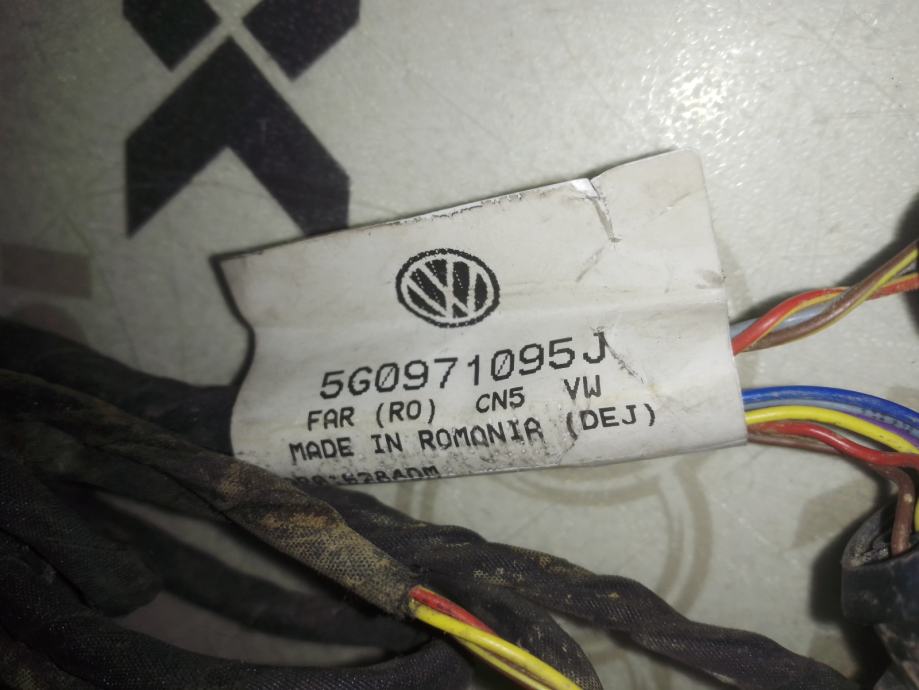 5G0971095J
FAR (RO) CN5 VW
MADE IN ROMANIA (DEJ)